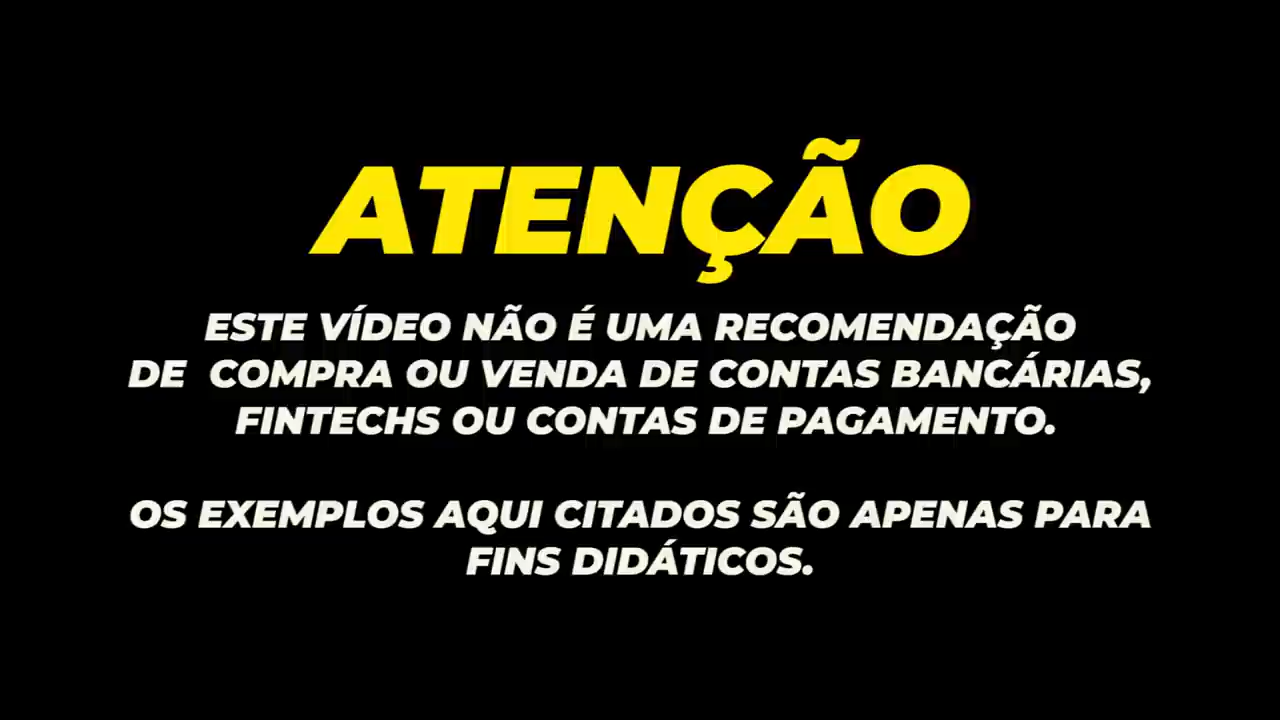 ATENÇÃO
ESTE VÍDEO NÃO É UMA RECOMENDAÇÃO
DE COMPRA OU VENDA DE CONTAS BANCÁRIAS,
FINTECHS OU CONTAS DE PAGAMENTO.
OS EXEMPLOS AQUI CITADOS SÃO APENAS PARA
FINS DIDÁTICOS.